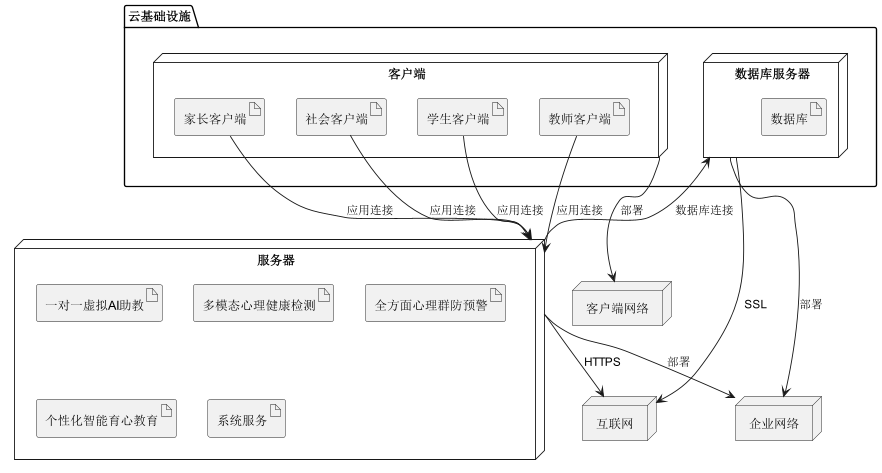 云基础设施
客户端
数据库服务器
家长客户端
社会客户端
学生客户端
教师客户端
数据库
应用连接
应用连接
应用连接
应用连接
部署
数据库连接
服务器
一对一虚拟AI助教
多模态心理健康检测
全方面心理群防预警
客户端网络
SSL
部署
HTTPS
部署
个性化智能育心教育
系统服务
互联网
企业网络